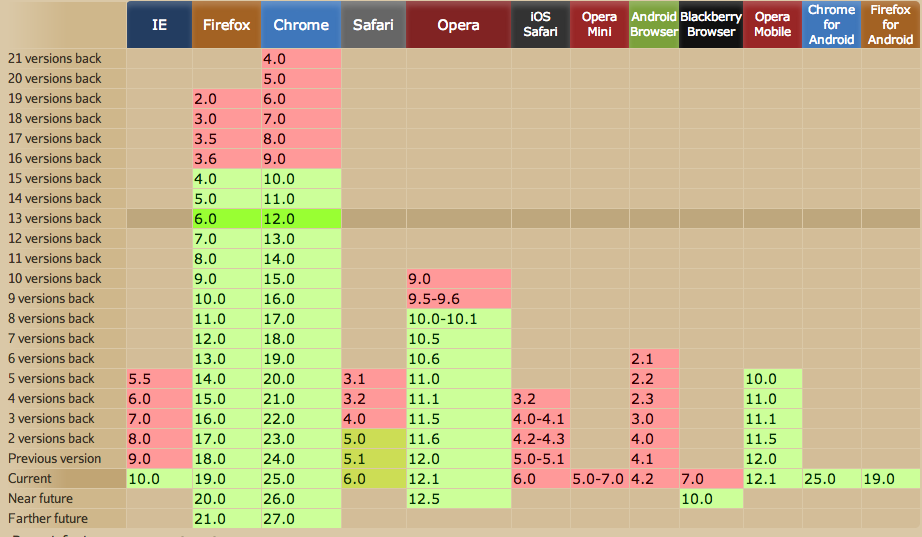 IE Firefox Chrome Safari Opera iOS Safari Opera Mini Android Browser Blackberry Browser Opera Mobile Chrome for Android Firefox for Android
21 versions back 4.0
20 versions back 5.0
19 versions back 2.0 6.0
18 versions back 3.0 7.0
17 versions back 3.5 8.0
16 versions back 3.6 9.0
15 versions back 4.0 10.0
14 versions back 5.0 11.0
13 versions back 6.0 12.0
12 versions back 7.0 13.0
11 versions back 8.0 14.0
10 versions back 9.0 15.0 9.0
9 versions back 10.0 16.0 9.5-9.6
8 versions back 11.0 17.0 10.0-10.1
7 versions back 12.0 18.0 10.5
6 versions back 13.0 19.0 10.6 2.1
5 versions back 5.5 14.0 20.0 3.1 11.0 2.2 10.0
4 versions back 6.0 15.0 21.0 3.2 11.1 3.2 2.3 11.0
3 versions back 7.0 16.0 22.0 4.0 11.5 4.0-4.1 3.0 11.1
2 versions back 8.0 17.0 23.0 5.0 11.6 4.2-4.3 4.0 11.5
Previous version 9.0 18.0 24.0 5.1 12.0 5.0-5.1 4.1 12.0
Current 10.0 19.0 25.0 6.0 12.1 6.0 5.0-7.0 4.2 7.0 12.1 25.0 19.0
Near future 20.0 26.0 12.5 10.0
Farther future 21.0 27.0